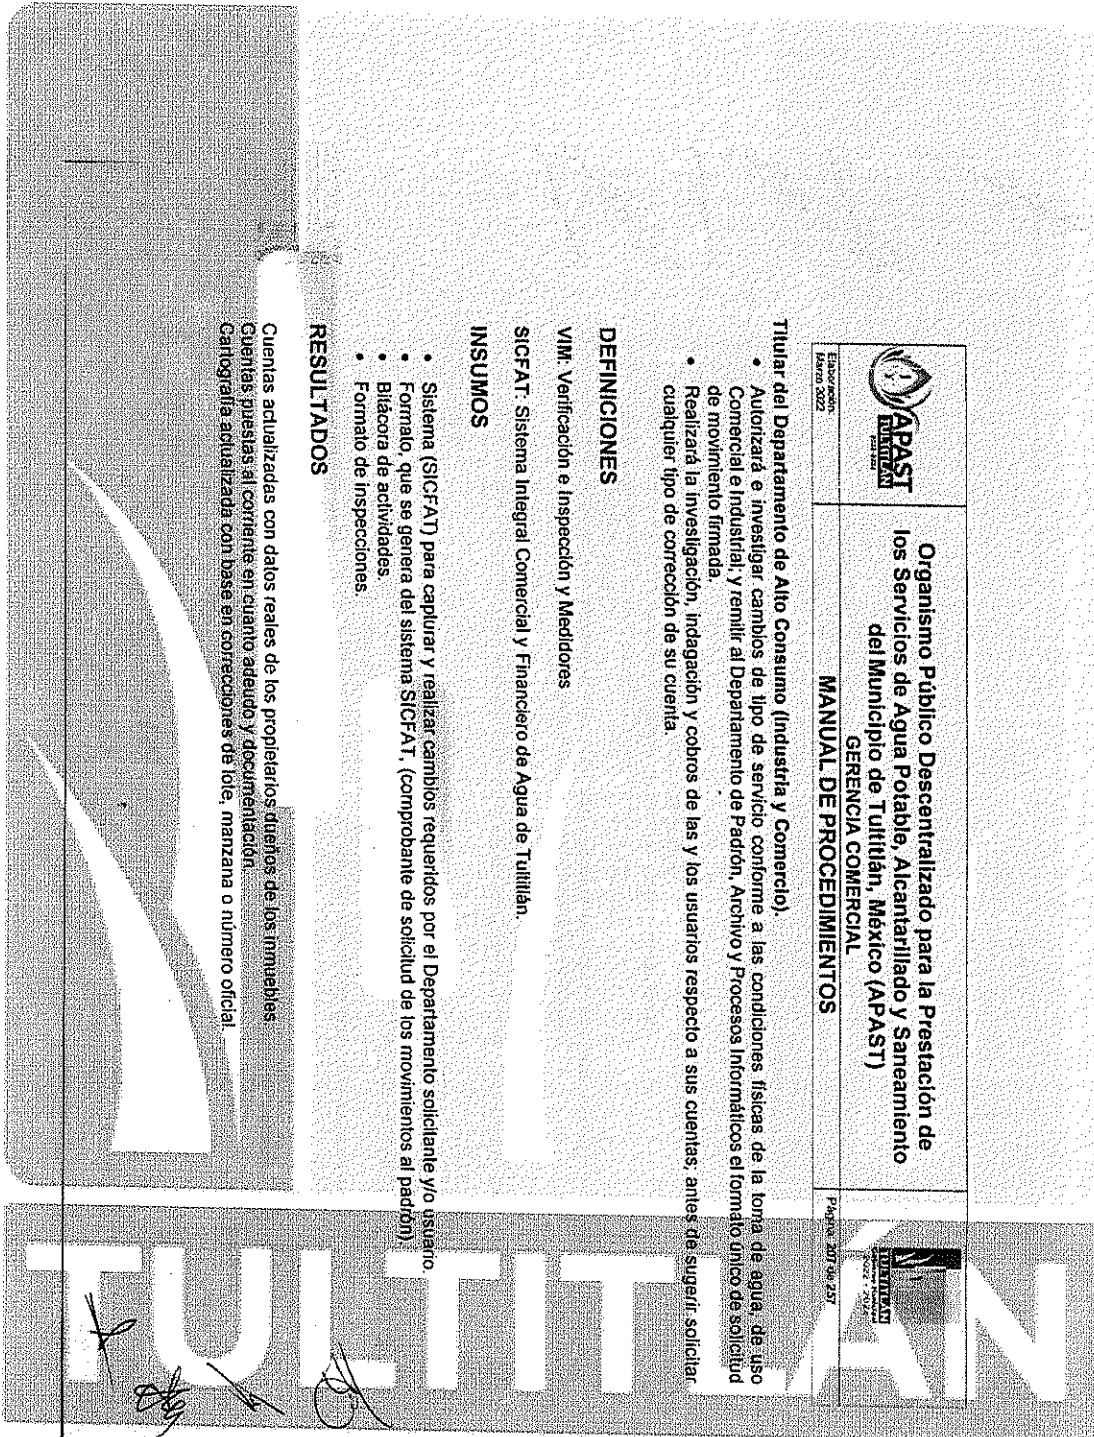 APAST
TULTITLÁN
Organismo Público Descentralizado para la Prestación de
los Servicios de Agua Potable, Alcantarillado y Saneamiento
del Municipio de Tultitlán, México (APAST)
GERENCIA COMERCIAL
MANUAL DE PROCEDIMIENTOS
TULTITLÁN
Elaboración:
Marzo 2022
Página 207 de 257
Titular del Departamento de Alto Consumo (Industria y Comercio).
• Autorizará e investigar cambios de tipo de servicio conforme a las condiciones físicas de la toma de agua, de uso
Comercial e Industrial, y remitir al Departamento de Padrón, Archivo y Procesos Informáticos el formato único de solicitud
de movimiento firmada.
• Realizará la investigación, indagación y cobros de las y los usuarios respecto a sus cuentas, antes de sugerir solicitar
cualquier tipo de corrección de su cuenta.
DEFINICIONES
VIM: Verificación e Inspección y Medidores
SICFAT: Sistema Integral Comercial y Financiero de Agua de Tultitlán.
INSUMOS
• Sistema (SICFAT) para capturar y realizar cambios requeridos por el Departamento solicitante y/o usuario.
• Formato, que se genera del sistema SICFAT, (comprobante de solicitud de los movimientos al padrón)
• Bitácora de actividades.
• Formato de inspecciones.
RESULTADOS
Cuentas actualizadas con datos reales de los propietarios dueños de los inmuebles.
Cuentas puestas al corriente en cuanto adeudo y documentación.
Cartografía actualizada con base en correcciones de lote, manzana o número oficial.
TULTITLÁN